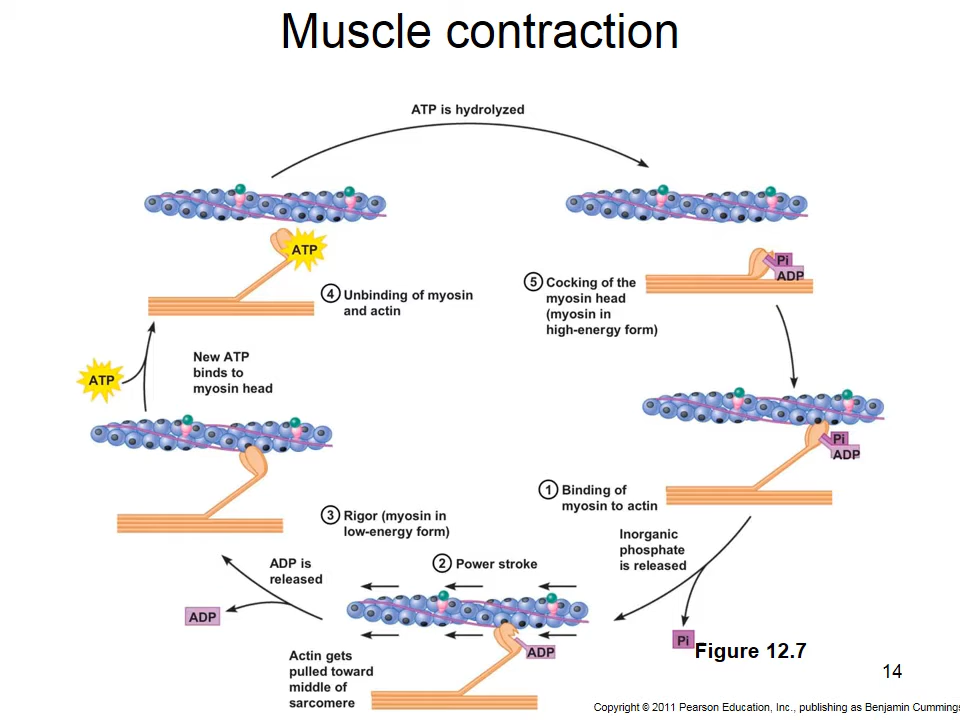 Muscle contraction
ATP is hydrolyzed
ATP
4 Unbinding of myosin
and actin
5 Cocking of the
myosin head
(myosin in
high-energy form)
Pi
ADP
ATP
New ATP
binds to
myosin head
Pi
ADP
1 Binding of
myosin to actin
3 Rigor (myosin in
low-energy form)
Inorganic
phosphate
is released
ADP is
released
2 Power stroke
ADP
ADP
Pi
Actin gets
pulled toward
middle of
sarcomere
Figure 12.7
14
Copyright © 2011 Pearson Education, Inc., publishing as Benjamin Cummings